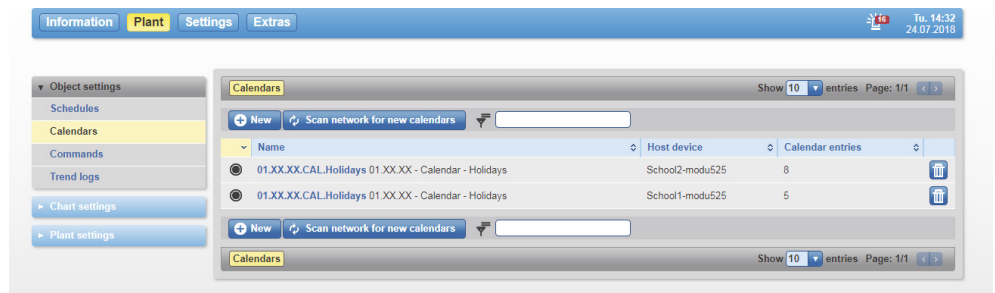 Information Plant Settings Extras 16 Tu. 14:32
24.07.2018
Object settings
Schedules
Calendars
Commands
Trend logs
Chart settings
Plant settings
Calendars Show 10 entries Page: 1/1
New Scan network for new calendars
Name Host device Calendar entries
01.XX.XX.CAL.Holidays 01.XX.XX - Calendar - Holidays School2-modu525 8
01.XX.XX.CAL.Holidays 01.XX.XX - Calendar - Holidays School1-modu525 5
New Scan network for new calendars
Calendars Show 10 entries Page: 1/1